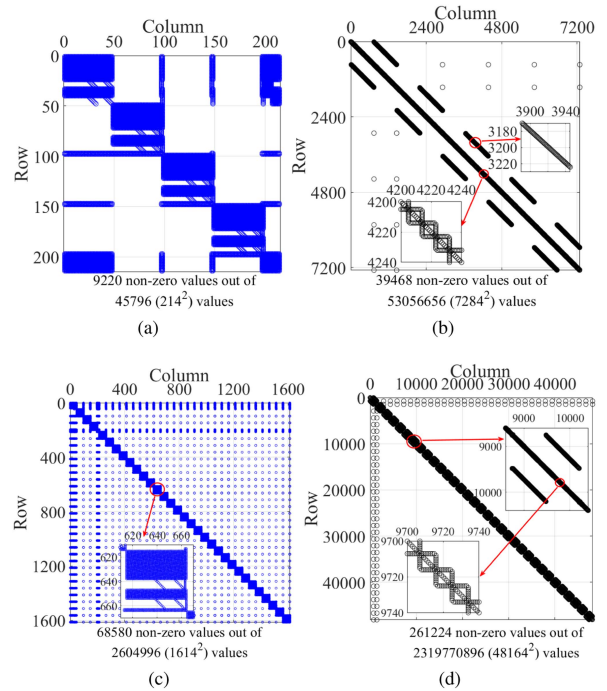 Column
0 50 100 150 200
0
50
100
150
200
Row
9220 non-zero values out of
45796 (214²) values
(a)
Column
0 2400 4800 7200
0
2400
4800
7200
Row
3900 3940
3180
3200
3220
4200 4220 4240
4200
4220
4240
39468 non-zero values out of
53056656 (7284²) values
(b)
Column
0 400 800 1200 1600
0
400
800
1200
1600
Row
620 640 660
620
640
660
68580 non-zero values out of
2604996 (1614²) values
(c)
Column
0 10000 20000 30000 40000
0
10000
20000
30000
40000
Row
9000 10000
9000
10000
9700 9720 9740
9700
9720
9740
261224 non-zero values out of
2319770896 (48164²) values
(d)